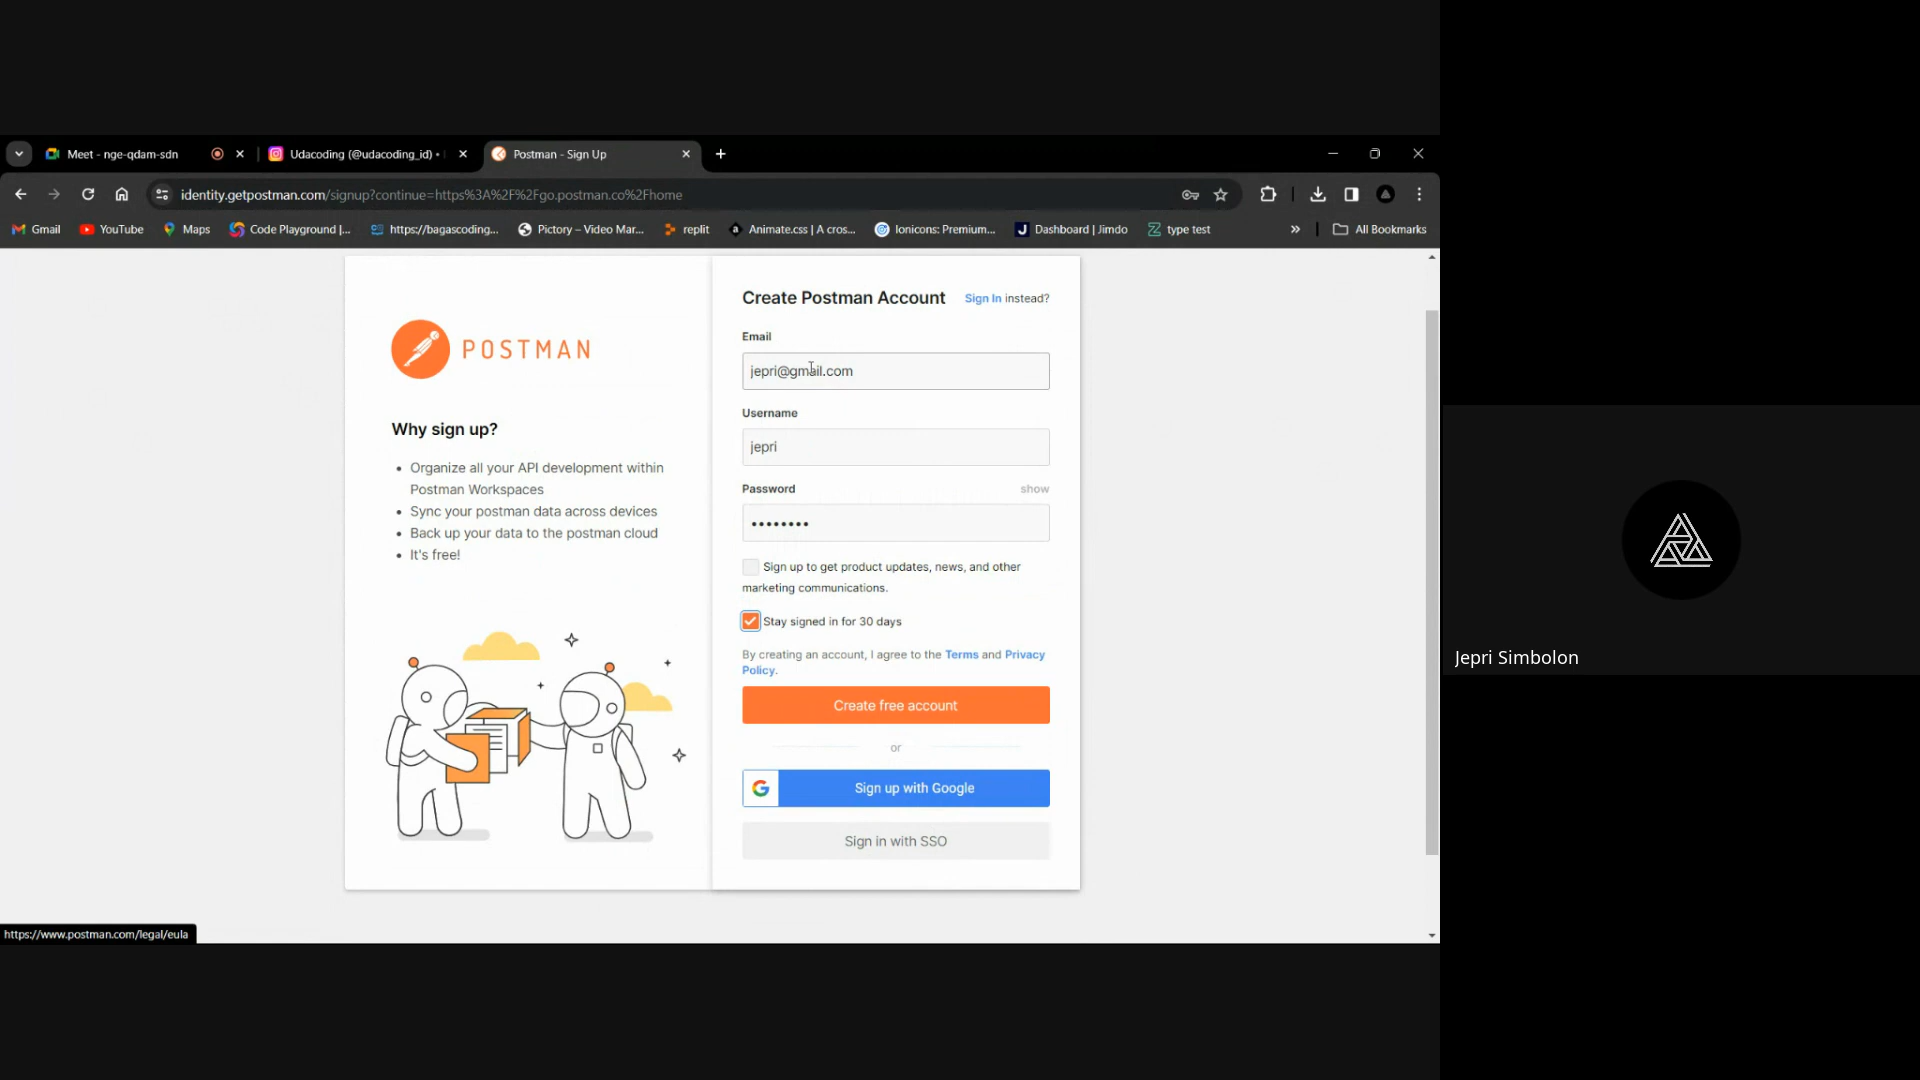 Meet - nge-qdam-sdn
Udacoding (@udacoding_id) •
Postman - Sign Up
identity.getpostman.com/signup?continue=https%3A%2F%2Fgo.postman.co%2Fhome
Gmail
YouTube
Maps
Code Playground |...
https://bagascoding...
Pictory – Video Mar...
replit
Animate.css | A cros...
Ionicons: Premium...
Dashboard | Jimdo
type test
All Bookmarks
POSTMAN
Why sign up?
• Organize all your API development within
Postman Workspaces
• Sync your postman data across devices
• Back up your data to the postman cloud
• It's free!
Create Postman Account
Sign In instead?
Email
jepri@gmail.com
Username
jepri
Password
show
••••••••
Sign up to get product updates, news, and other
marketing communications.
Stay signed in for 30 days
By creating an account, I agree to the Terms and Privacy
Policy.
Create free account
or
Sign up with Google
Sign in with SSO
https://www.postman.com/legal/eula
Jepri Simbolon